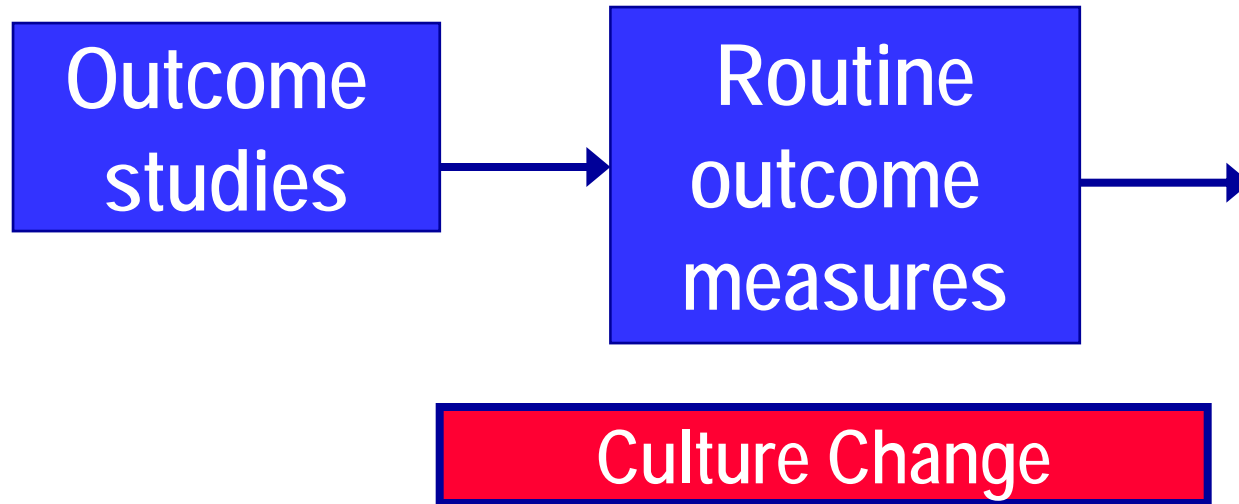 Outcome
studies
Routine
outcome
measures
Culture Change